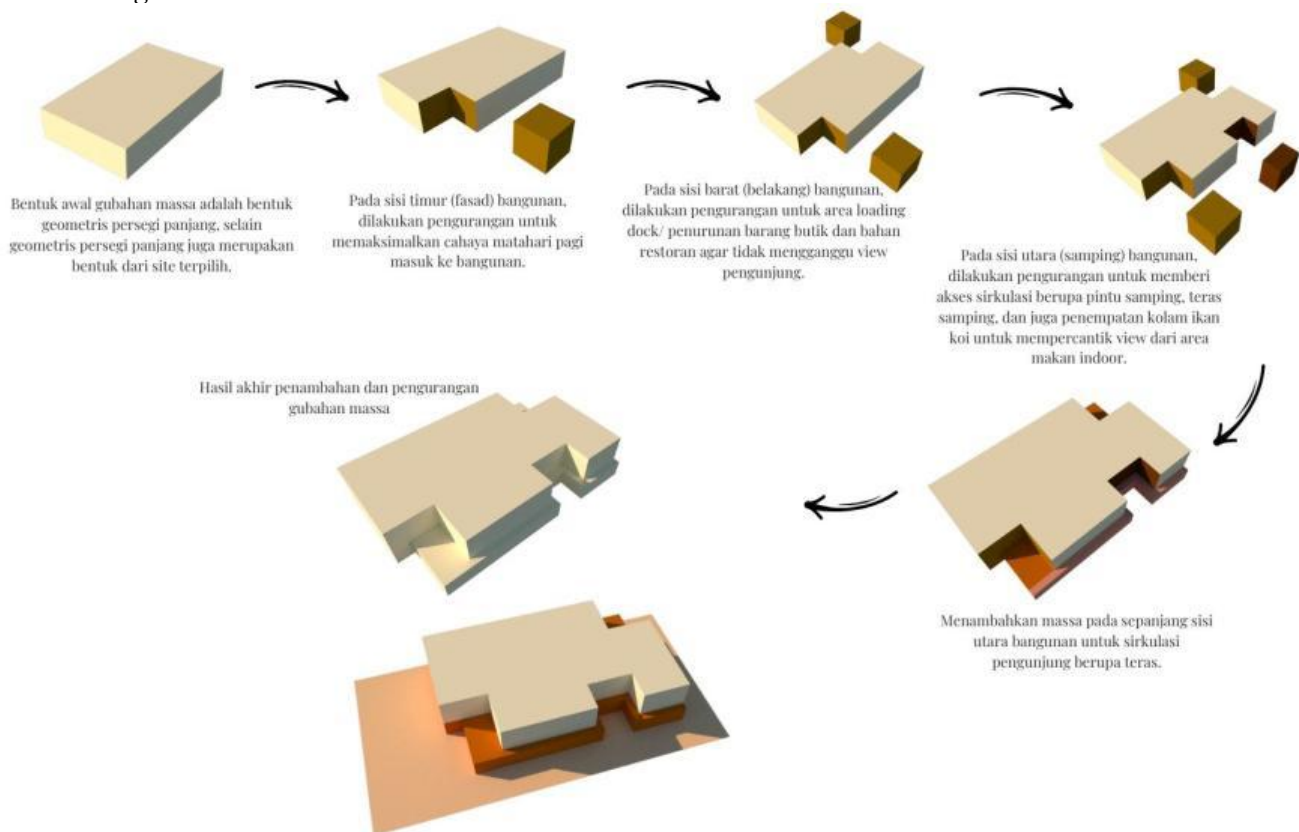 Bentuk awal gubahan massa adalah bentuk
geometris persegi panjang, selain
geometris persegi panjang juga merupakan
bentuk dari site terpilih.
Pada sisi timur (fasad) bangunan,
dilakukan pengurangan untuk
memaksimalkan cahaya matahari pagi
masuk ke bangunan.
Pada sisi barat (belakang) bangunan,
dilakukan pengurangan untuk area loading
dock/ penurunan barang butik dan bahan
restoran agar tidak mengganggu view
pengunjung.
Pada sisi utara (samping) bangunan,
dilakukan pengurangan untuk memberi
akses sirkulasi berupa pintu samping, teras
samping, dan juga penempatan kolam ikan
koi untuk mempercantik view dari area
makan indoor.
Hasil akhir penambahan dan pengurangan
gubahan massa
Menambahkan massa pada sepanjang sisi
utara bangunan untuk sirkulasi
pengunjung berupa teras.